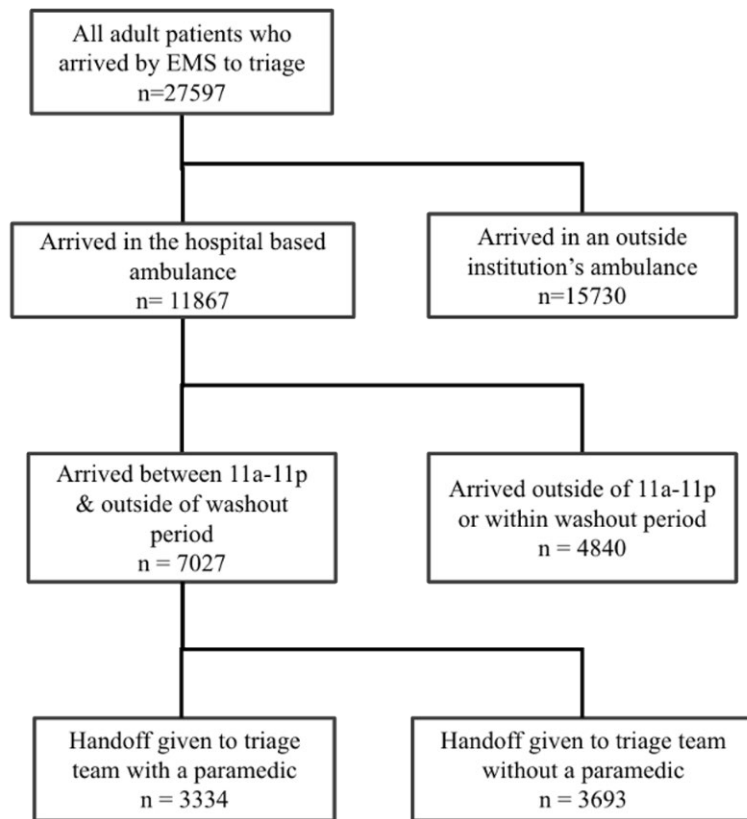 All adult patients who
arrived by EMS to triage
n=27597
Arrived in the hospital based
ambulance
n= 11867
Arrived in an outside
institution’s ambulance
n=15730
Arrived between 11a-11p
& outside of washout
period
n = 7027
Arrived outside of 11a-11p
or within washout period
n = 4840
Handoff given to triage
team with a paramedic
n = 3334
Handoff given to triage team
without a paramedic
n = 3693